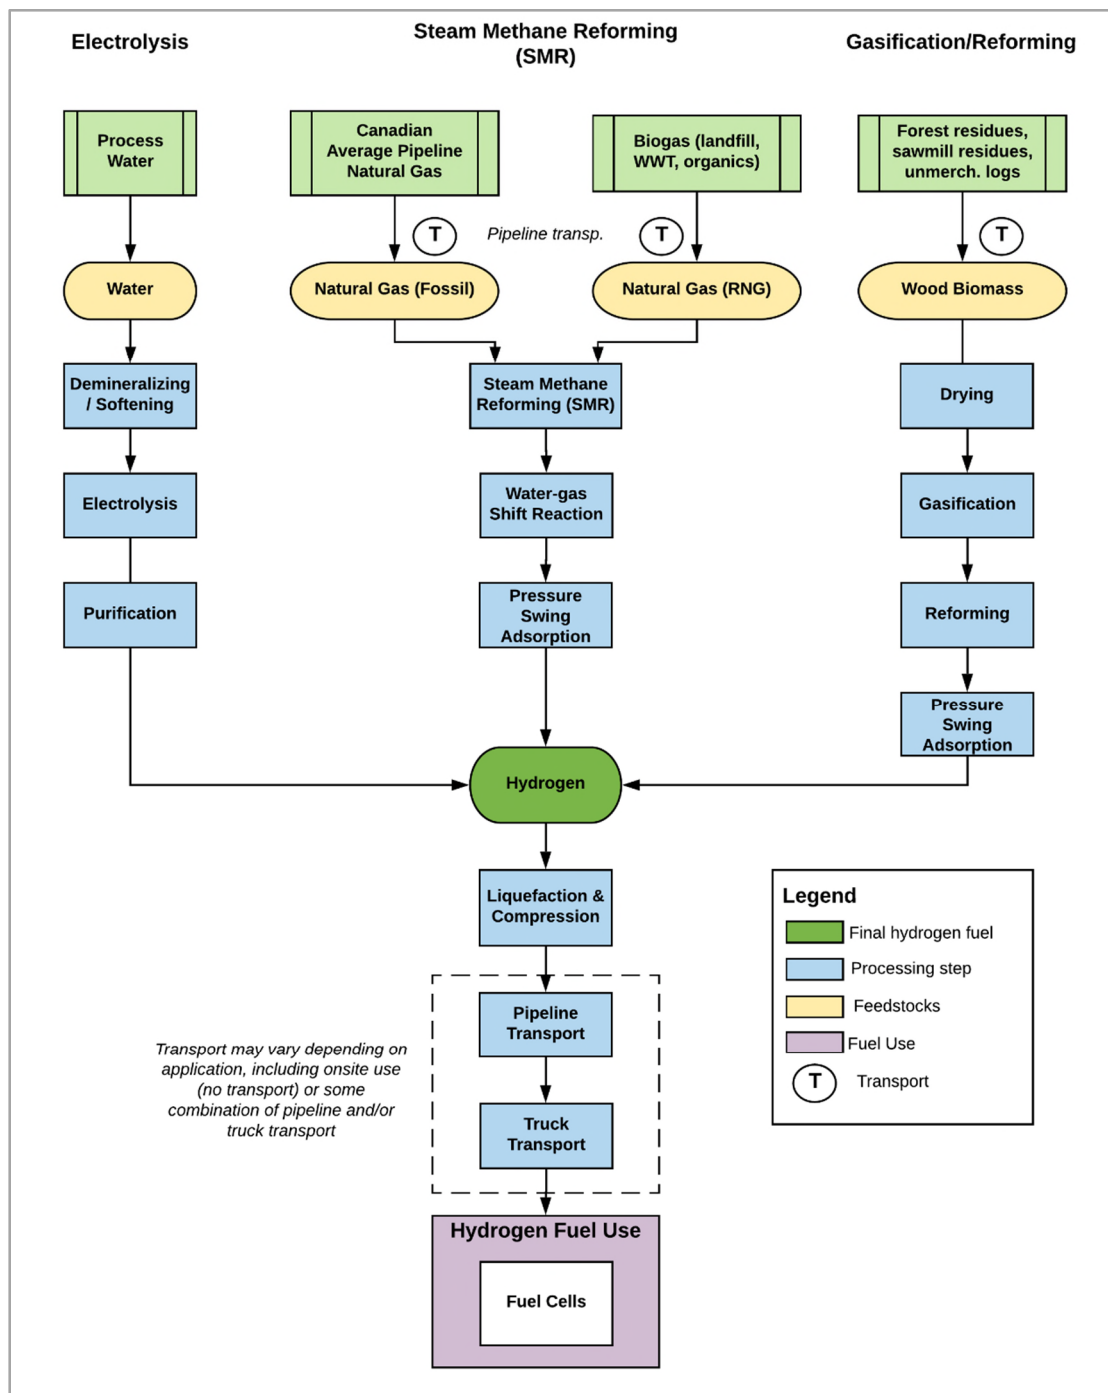 Electrolysis
Steam Methane Reforming
(SMR)
Gasification/Reforming
Process
Water
Canadian
Average Pipeline
Natural Gas
Biogas (landfill,
WWT, organics)
Forest residues,
sawmill residues,
unmerch. logs
T
Pipeline transp.
T
T
Water
Natural Gas (Fossil)
Natural Gas (RNG)
Wood Biomass
Demineralizing
/ Softening
Steam Methane
Reforming (SMR)
Drying
Electrolysis
Water-gas
Shift Reaction
Gasification
Purification
Pressure
Swing
Adsorption
Reforming
Pressure
Swing
Adsorption
Hydrogen
Liquefaction &
Compression
Pipeline
Transport
Transport may vary depending on
application, including onsite use
(no transport) or some
combination of pipeline and/or
truck transport
Truck
Transport
Hydrogen Fuel Use
Fuel Cells
Legend
Final hydrogen fuel
Processing step
Feedstocks
Fuel Use
T
Transport